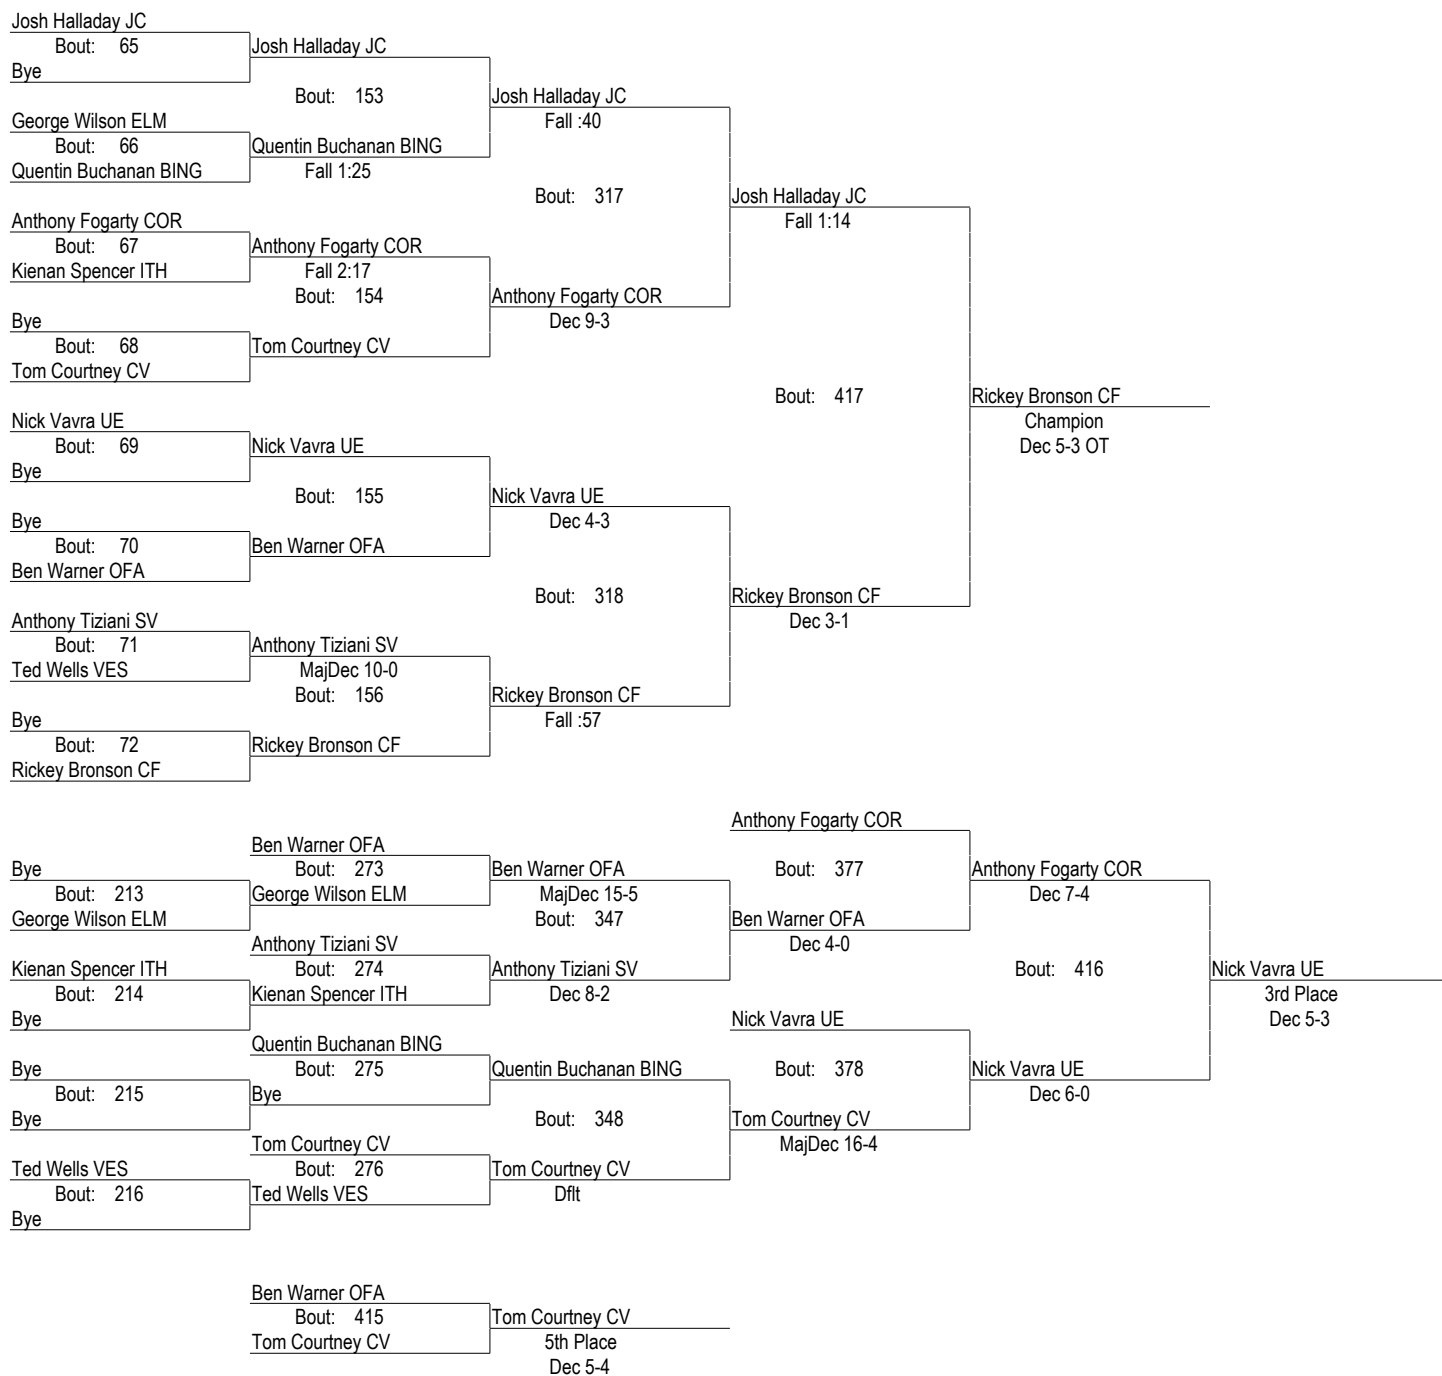 Josh Halladay JC
Bout: 65 Josh Halladay JC
Bye
Bout: 153 Josh Halladay JC
George Wilson ELM Fall :40
Bout: 66 Quentin Buchanan BING
Quentin Buchanan BING Fall 1:25
Bout: 317 Josh Halladay JC
Anthony Fogarty COR Fall 1:14
Bout: 67 Anthony Fogarty COR
Kienan Spencer ITH Fall 2:17
Bout: 154 Anthony Fogarty COR
Bye Dec 9-3
Bout: 68 Tom Courtney CV
Tom Courtney CV
Bout: 417 Rickey Bronson CF
Nick Vavra UE Champion
Bout: 69 Nick Vavra UE Dec 5-3 OT
Bye
Bout: 155 Nick Vavra UE
Bye Dec 4-3
Bout: 70 Ben Warner OFA
Ben Warner OFA
Bout: 318 Rickey Bronson CF
Anthony Tiziani SV Dec 3-1
Bout: 71 Anthony Tiziani SV
Ted Wells VES MajDec 10-0
Bout: 156 Rickey Bronson CF
Bye Fall :57
Bout: 72 Rickey Bronson CF
Rickey Bronson CF
Anthony Fogarty COR
Ben Warner OFA
Bye Bout: 273 Ben Warner OFA Bout: 377 Anthony Fogarty COR
Bout: 213 George Wilson ELM MajDec 15-5 Dec 7-4
George Wilson ELM Bout: 347 Ben Warner OFA
Anthony Tiziani SV Dec 4-0
Kienan Spencer ITH Bout: 274 Anthony Tiziani SV Bout: 416 Nick Vavra UE
Bout: 214 Kienan Spencer ITH Dec 8-2 3rd Place
Bye Nick Vavra UE Dec 5-3
Quentin Buchanan BING
Bye Bout: 275 Quentin Buchanan BING Bout: 378 Nick Vavra UE
Bout: 215 Bye Dec 6-0
Bye Bout: 348 Tom Courtney CV
Tom Courtney CV MajDec 16-4
Ted Wells VES Bout: 276 Tom Courtney CV
Bout: 216 Ted Wells VES Dflt
Bye
Ben Warner OFA
Bout: 415 Tom Courtney CV
Tom Courtney CV 5th Place
Dec 5-4